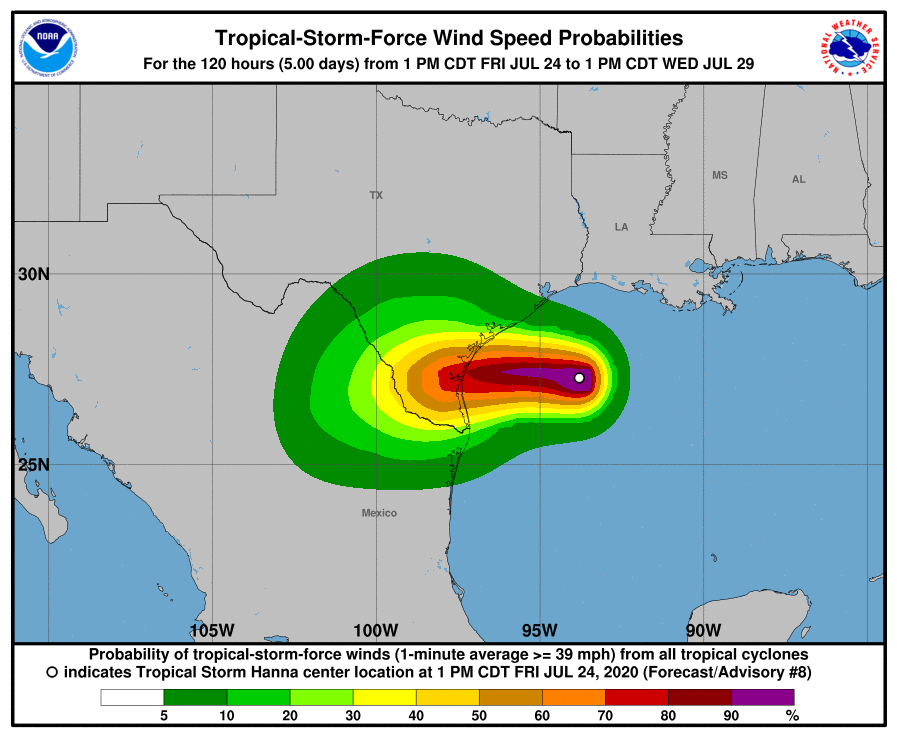 Tropical-Storm-Force Wind Speed Probabilities
For the 120 hours (5.00 days) from 1 PM CDT FRI JUL 24 to 1 PM CDT WED JUL 29
NOAA
NATIONAL WEATHER SERVICE
TX
MS
AL
LA
30N
25N
Mexico
105W 100W 95W 90W
Probability of tropical-storm-force winds (1-minute average >= 39 mph) from all tropical cyclones
indicates Tropical Storm Hanna center location at 1 PM CDT FRI JUL 24, 2020 (Forecast/Advisory #8)
5 10 20 30 40 50 60 70 80 90 %